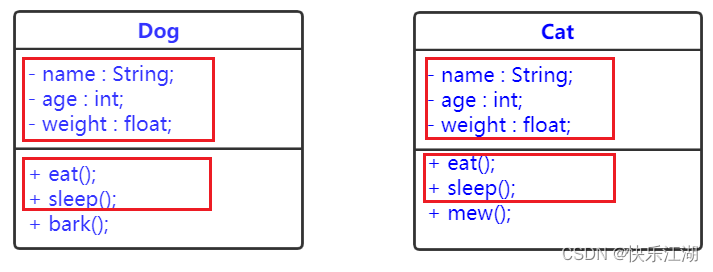 Dog
- name : String;
- age : int;
- weight : float;
+ eat();
+ sleep();
+ bark();
Cat
- name : String;
- age : int;
- weight : float;
+ eat();
+ sleep();
+ mew();
CSDN @快乐江湖